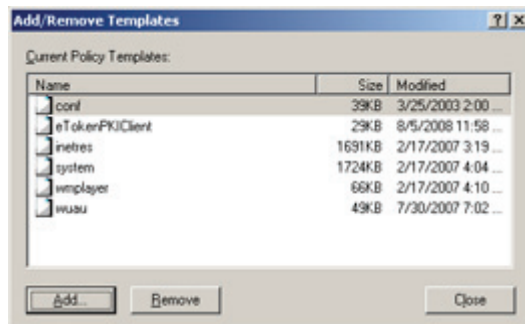 Add/Remove Templates
Current Policy Templates:
Name Size Modified
conf 39KB 3/25/2003 2:00 ...
eTokenPKIClient 29KB 8/5/2008 11:58 ...
inetres 1691KB 2/17/2007 3:19 ...
system 1724KB 2/17/2007 4:04 ...
wmplayer 66KB 2/17/2007 4:10 ...
wuau 49KB 7/30/2007 7:02 ...
Add... Remove Close